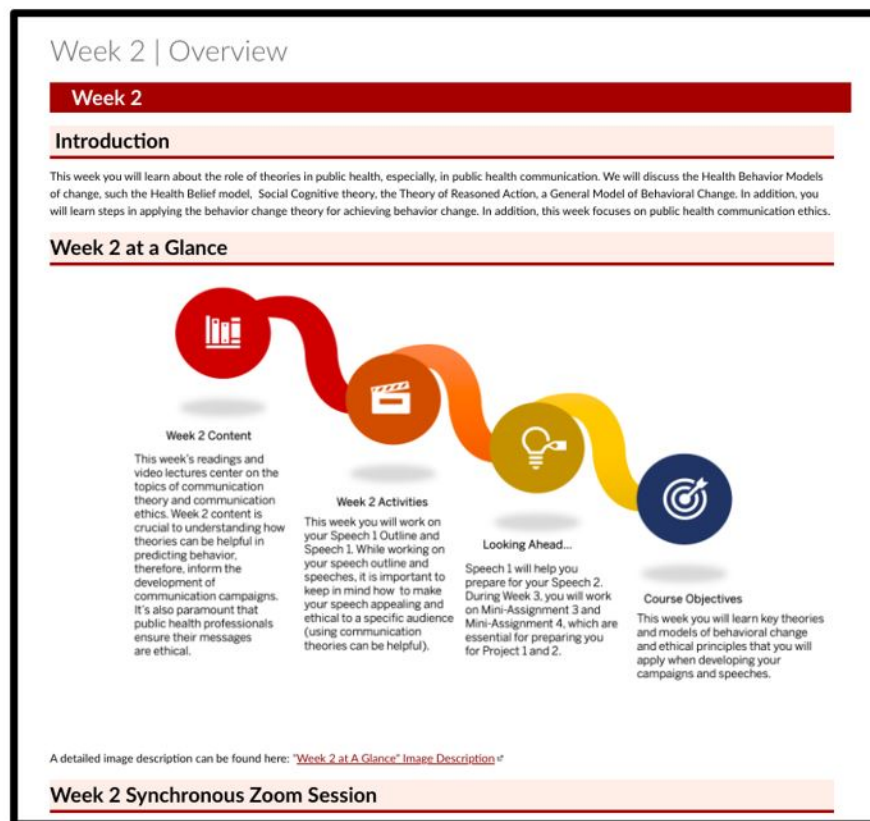 Week 2 | Overview
Week 2
Introduction
This week you will learn about the role of theories in public health, especially, in public health communication. We will discuss the Health Behavior Models
of change, such the Health Belief model, Social Cognitive theory, the Theory of Reasoned Action, a General Model of Behavioral Change. In addition, you
will learn steps in applying the behavior change theory for achieving behavior change. In addition, this week focuses on public health communication ethics.
Week 2 at a Glance
Week 2 Content
This week's readings and
video lectures center on the
topics of communication
theory and communication
ethics. Week 2 content is
crucial to understanding how
theories can be helpful in
predicting behavior,
therefore, inform the
development of
communication campaigns.
It's also paramount that
public health professionals
ensure their messages
are ethical.
Week 2 Activities
This week you will work on
your Speech 1 Outline and
Speech 1. While working on
your speech outline and
speeches, it is important to
keep in mind how to make
your speech appealing and
ethical to a specific audience
(using communication
theories can be helpful).
Looking Ahead...
Speech 1 will help you
prepare for your Speech 2.
During Week 3, you will work
on Mini-Assignment 3 and
Mini-Assignment 4, which are
essential for preparing you
for Project 1 and 2.
Course Objectives
This week you will learn key theories
and models of behavioral change
and ethical principles that you will
apply when developing your
campaigns and speeches.
A detailed image description can be found here: "Week 2 at A Glance" Image Description
Week 2 Synchronous Zoom Session